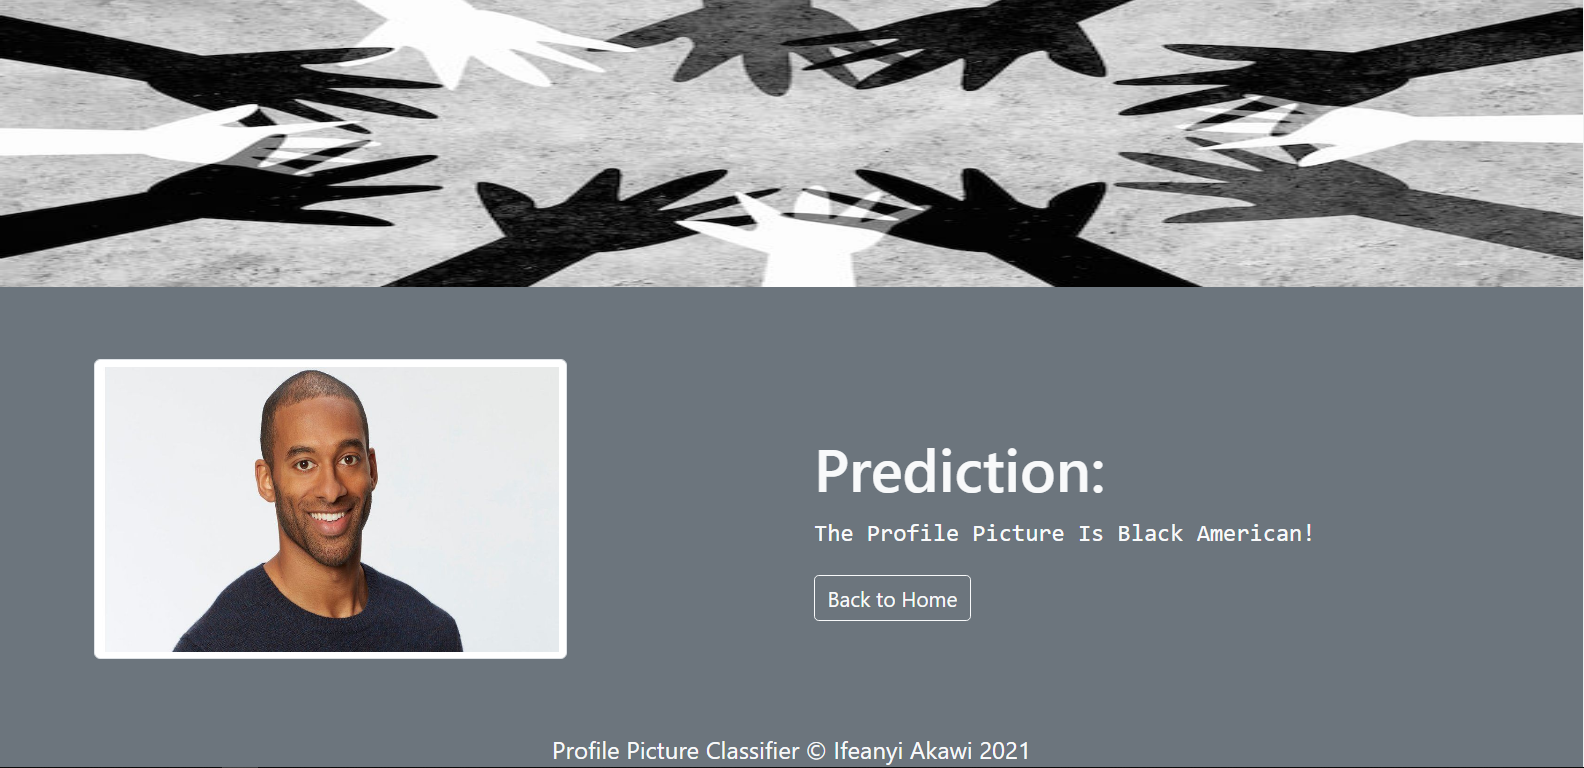 Prediction:
The Profile Picture Is Black American!
Back to Home
Profile Picture Classifier © Ifeanyi Akawi 2021